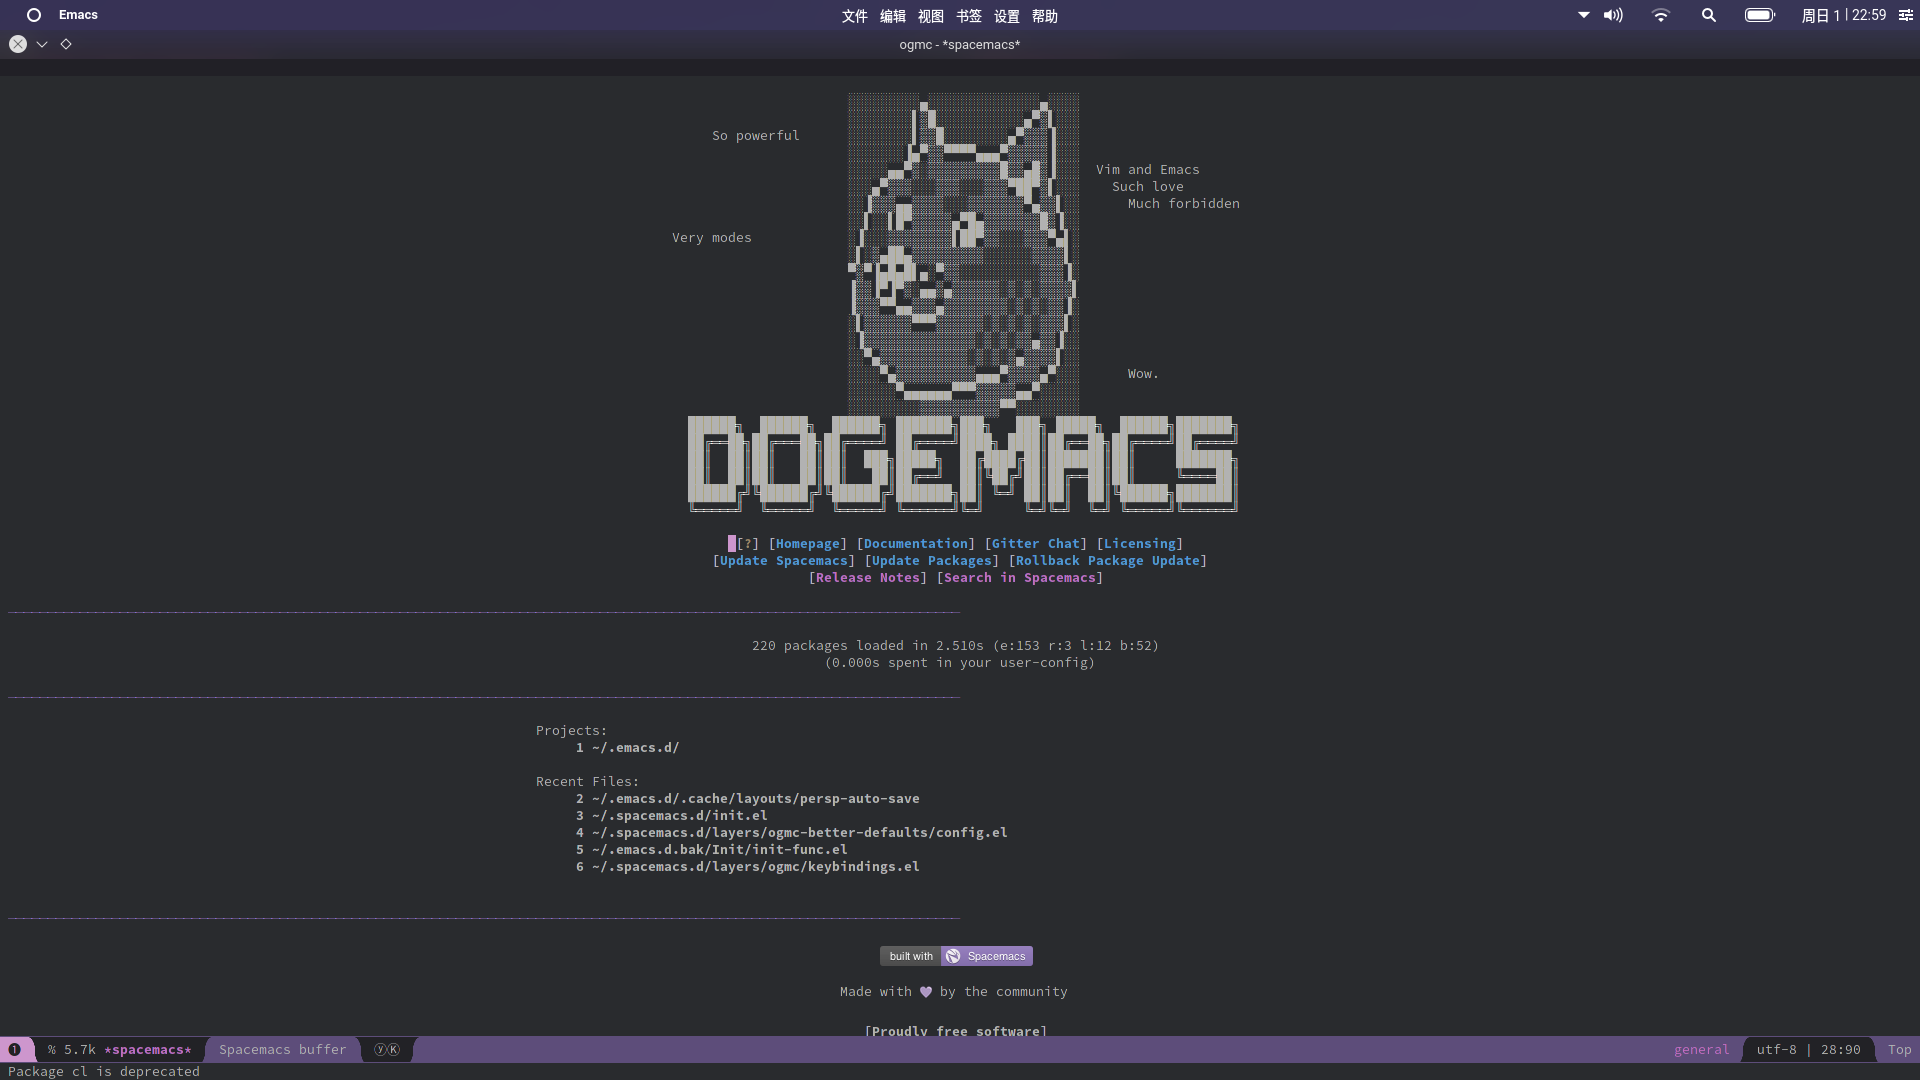 Emacs
文件 编辑 视图 书签 设置 帮助
周日 1 | 22:59
ogmc - *spacemacs*
So powerful
Vim and Emacs
Such love
Much forbidden
Very modes
Wow.
DOGEMACS
[?] [Homepage] [Documentation] [Gitter Chat] [Licensing]
[Update Spacemacs] [Update Packages] [Rollback Package Update]
[Release Notes] [Search in Spacemacs]
220 packages loaded in 2.510s (e:153 r:3 l:12 b:52)
(0.000s spent in your user-config)
Projects:
1 ~/.emacs.d/
Recent Files:
2 ~/.emacs.d/.cache/layouts/persp-auto-save
3 ~/.spacemacs.d/init.el
4 ~/.spacemacs.d/layers/ogmc-better-defaults/config.el
5 ~/.emacs.d.bak/Init/init-func.el
6 ~/.spacemacs.d/layers/ogmc/keybindings.el
built with Spacemacs
Made with 💜 by the community
[Proudly free software]
❶ % 5.7k *spacemacs* Spacemacs buffer ⓨⓀ general utf-8 | 28:90 Top
Package cl is deprecated